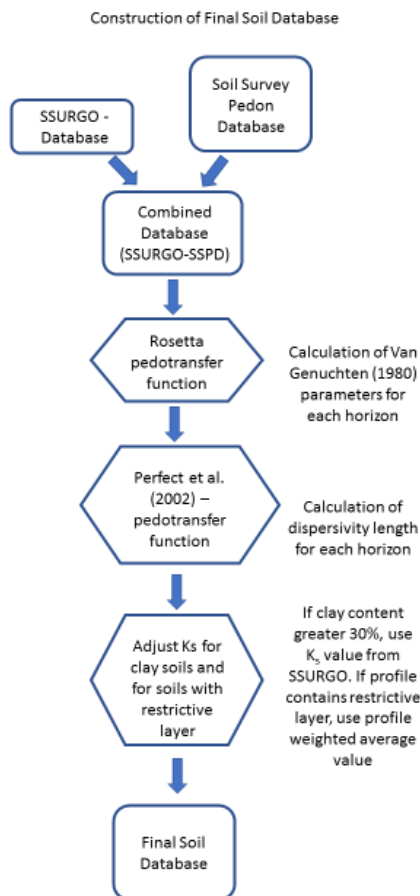 Construction of Final Soil Database
SSURGO -
Database
Soil Survey
Pedon
Database
Combined
Database
(SSURGO-SSPD)
Rosetta
pedotransfer
function
Calculation of Van
Genuchten (1980)
parameters for
each horizon
Perfect et al.
(2002) –
pedotransfer
function
Calculation of
dispersivity length
for each horizon
Adjust Ks for
clay soils and
for soils with
restrictive
layer
If clay content
greater 30%, use
Ks value from
SSURGO. If profile
contains restrictive
layer, use profile
weighted average
value
Final Soil
Database